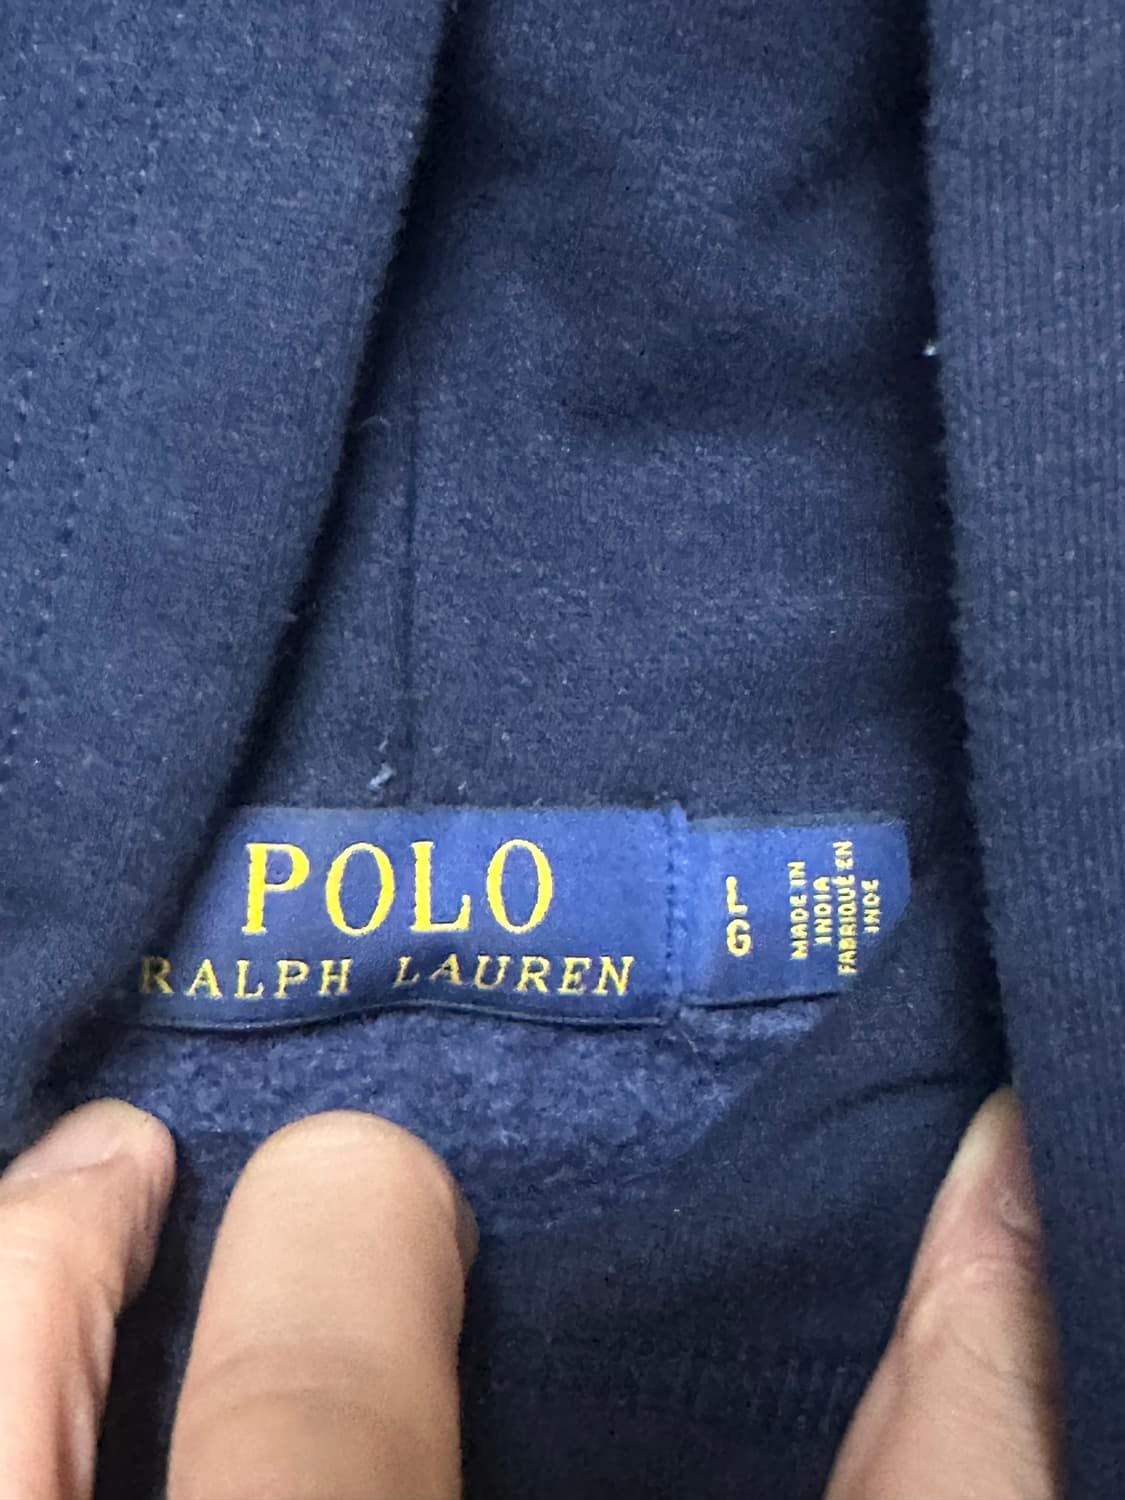 POLO
RALPH LAUREN
L
G
MADE IN
INDIA
FABRIQUÉ EN
INDE